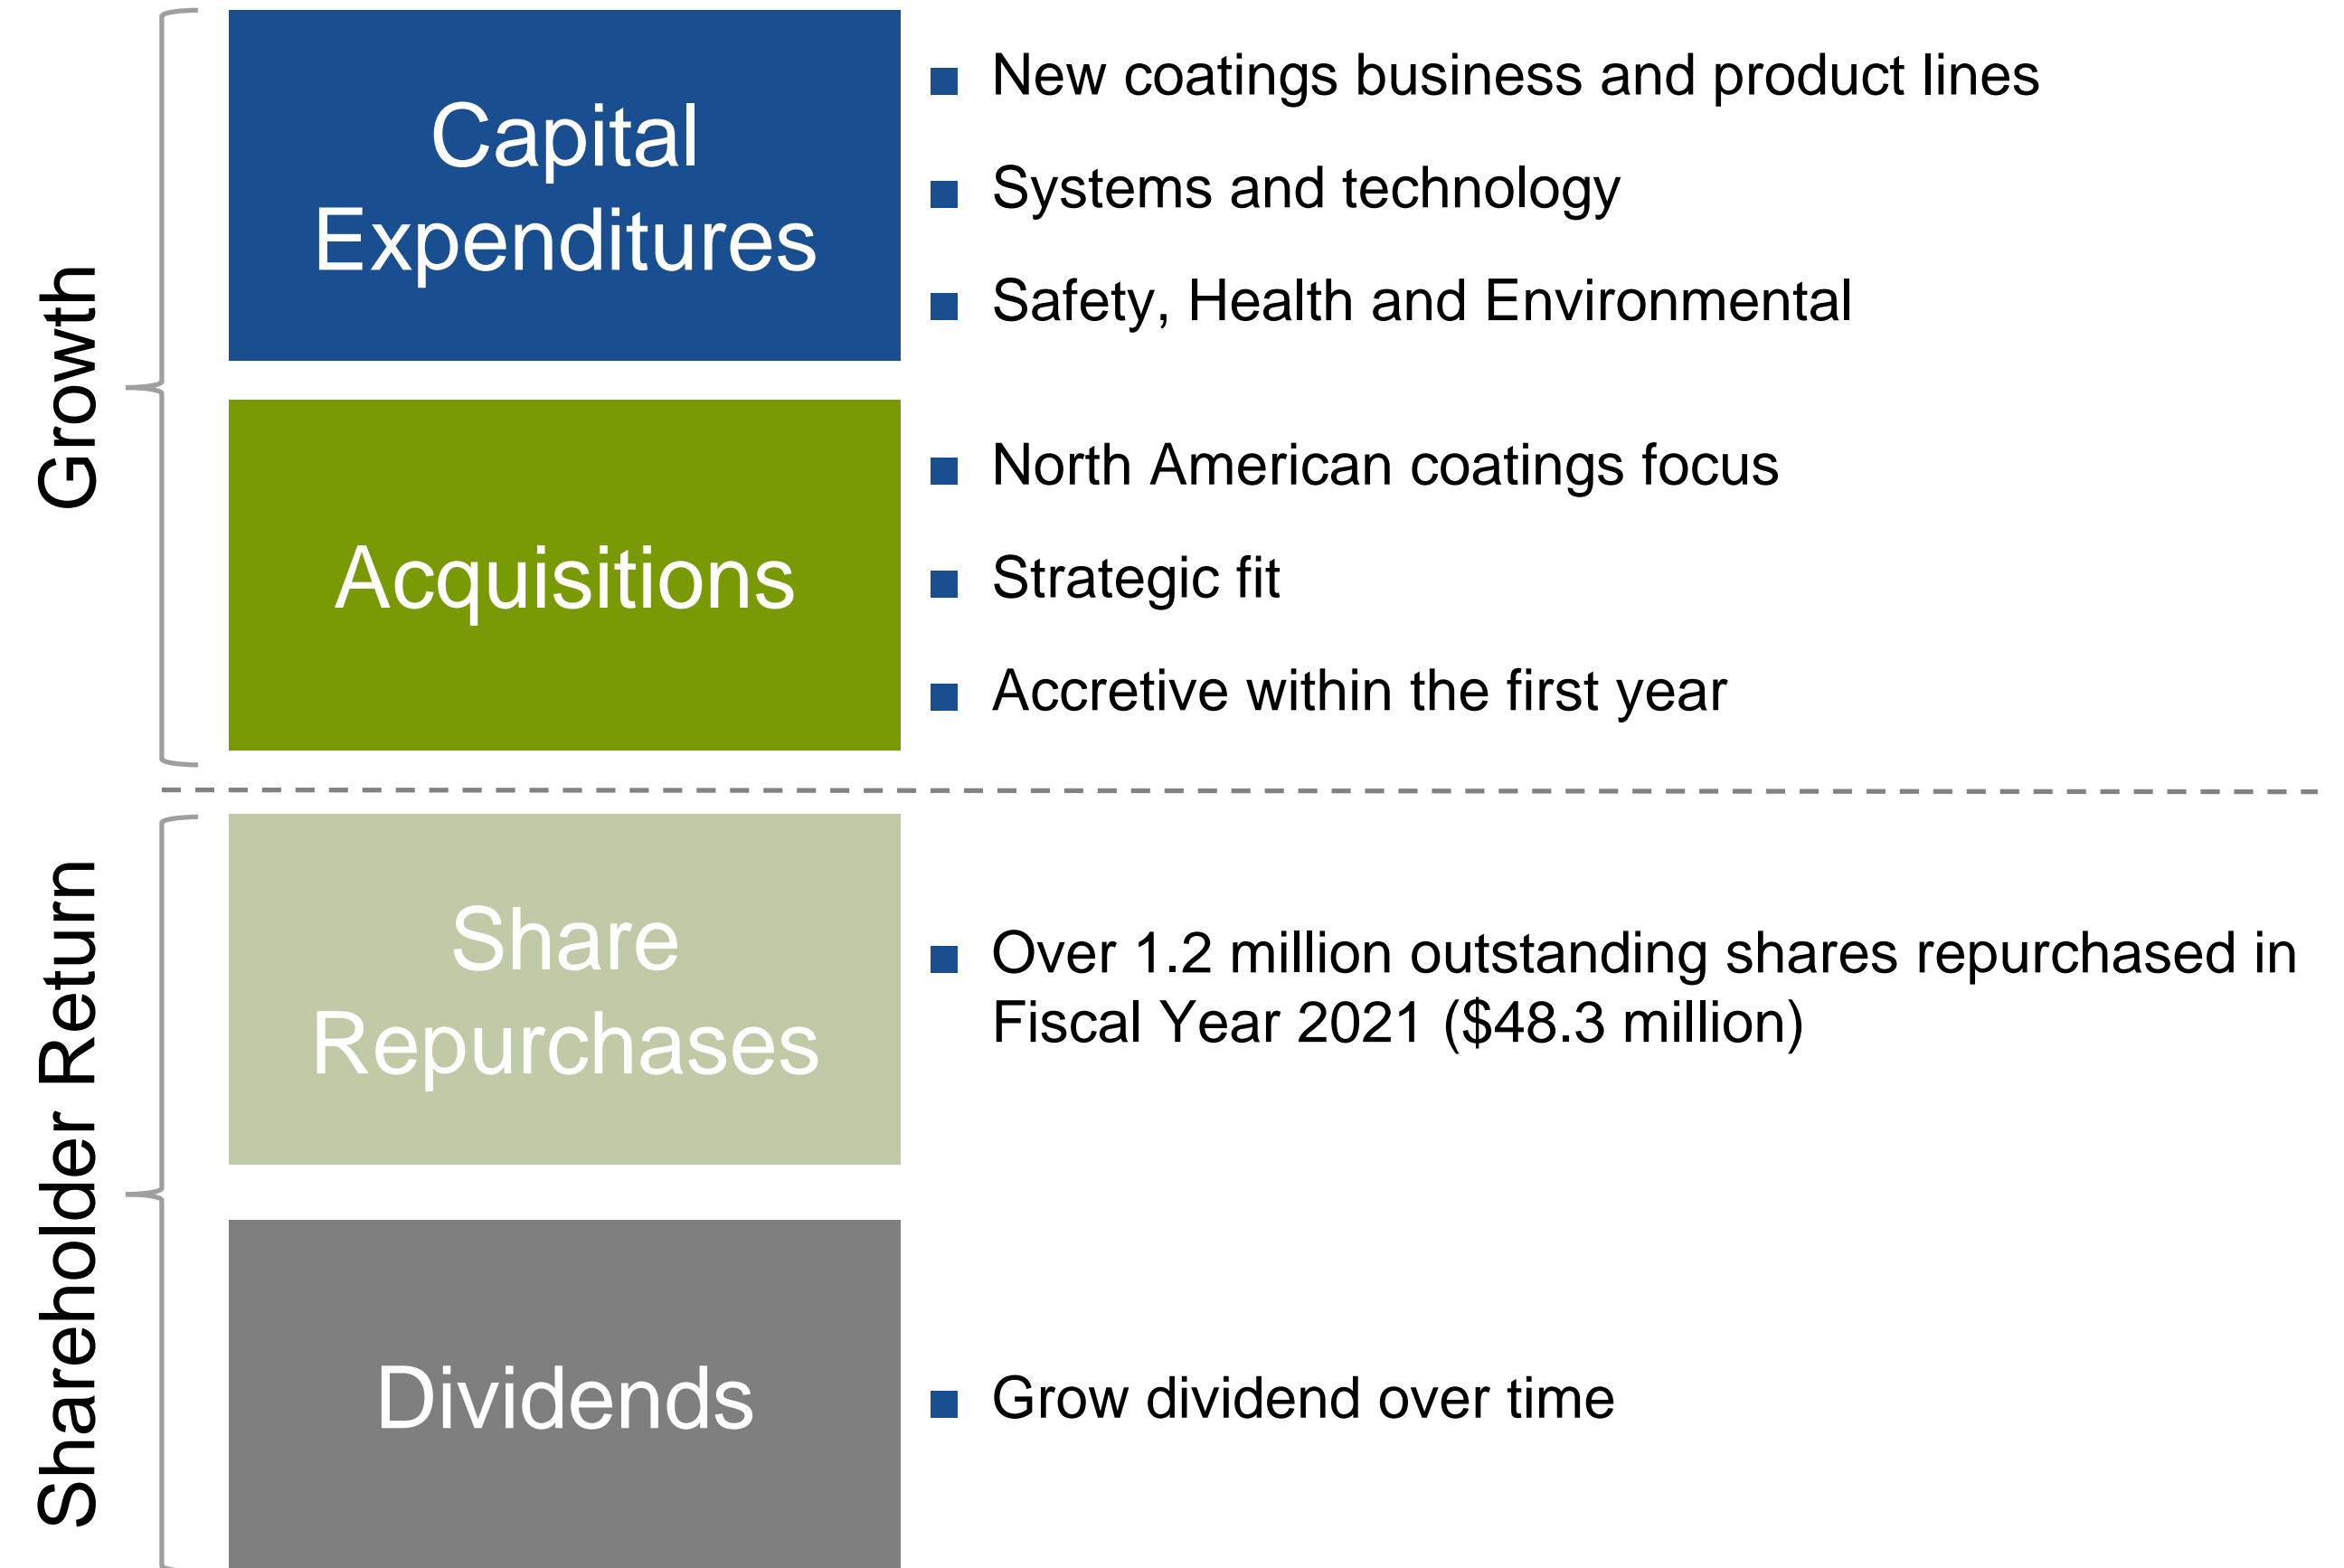 Growth
Capital
Expenditures
New coatings business and product lines
Systems and technology
Safety, Health and Environmental
Acquisitions
North American coatings focus
Strategic fit
Accretive within the first year
Shareholder Return
Share
Repurchases
Over 1.2 million outstanding shares repurchased in
Fiscal Year 2021 ($48.3 million)
Dividends
Grow dividend over time